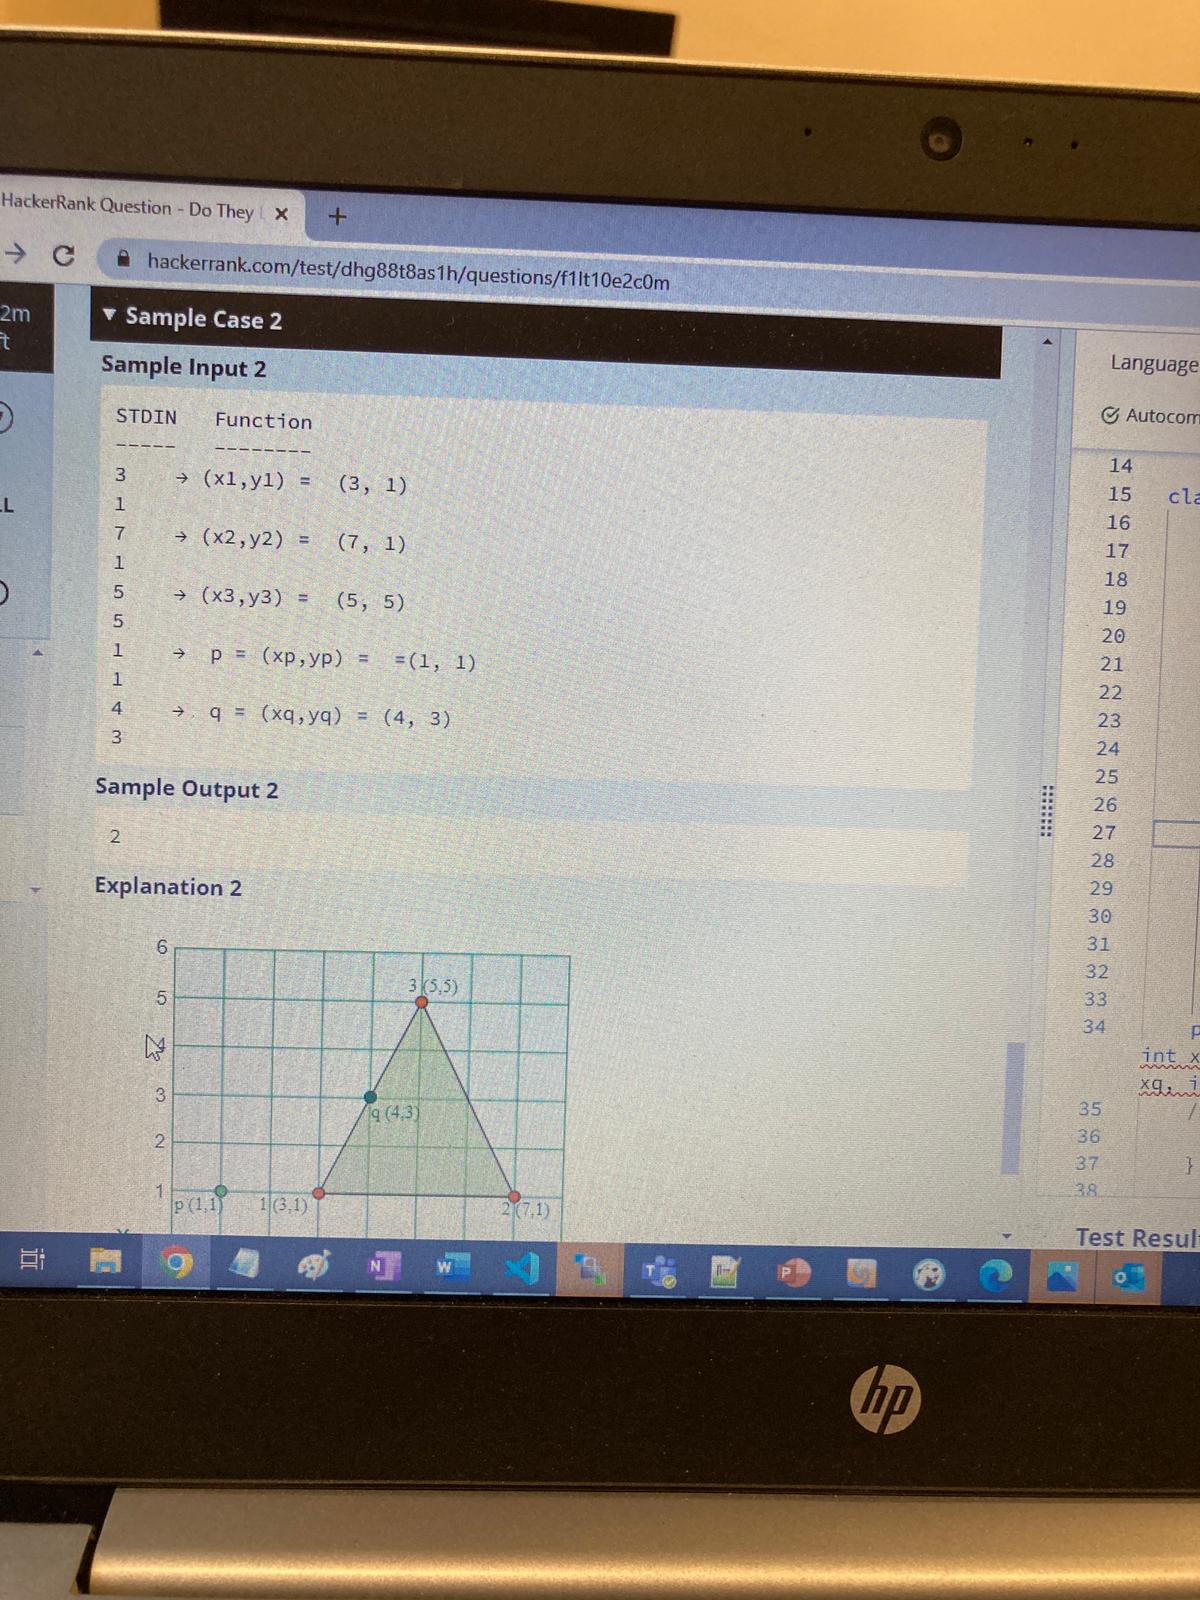 HackerRank Question - Do They
hackerrank.com/test/dhg88t8as1h/questions/f1lt10e2c0m
2m
ft
LL
▼ Sample Case 2
Sample Input 2
STDIN Function
----- --------
3 → (x1,y1) = (3, 1)
1
7 → (x2,y2) = (7, 1)
1
5 → (x3,y3) = (5, 5)
5
1 → p = (xp,yp) = =(1, 1)
1
4 → q = (xq,yq) = (4, 3)
3
Sample Output 2
2
Explanation 2
6
5
4
3
2
1
3 (5,5)
q (4,3)
p (1,1)
1 (3,1)
2 (7,1)
Language
Autocom
14
15 cla
16
17
18
19
20
21
22
23
24
25
26
27
28
29
30
31
32
33
34 p
int x
xq, i
35 /
36
37 }
38
Test Resul
hp